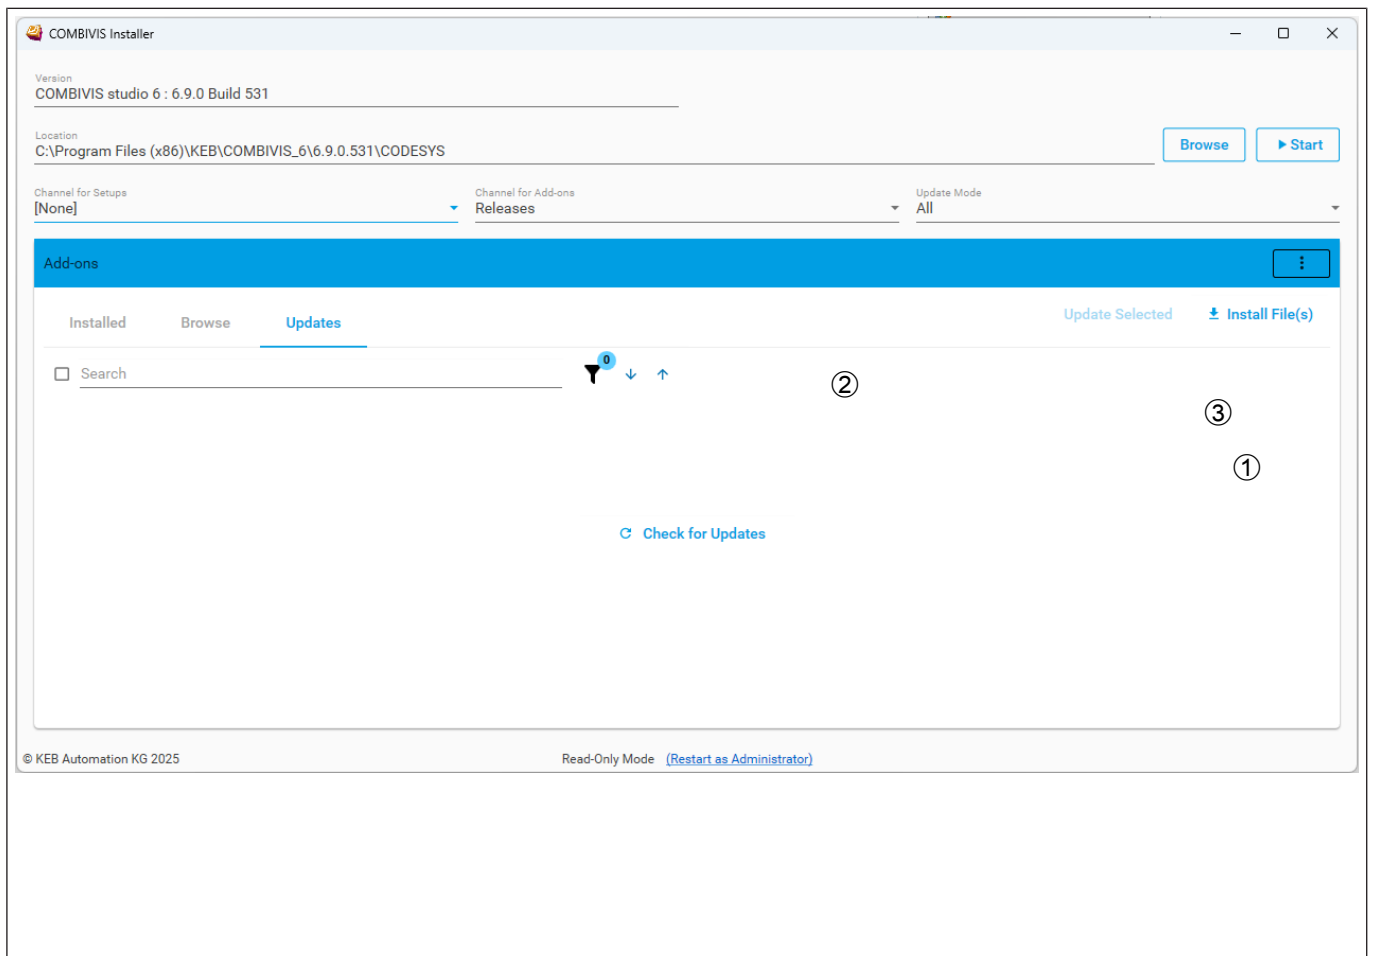 COMBIVIS Installer
Version
COMBIVIS studio 6 : 6.9.0 Build 531
Location
C:\Program Files (x86)\KEB\COMBIVIS_6\6.9.0.531\CODESYS
Browse
Start
Channel for Setups
Channel for Add-ons
Update Mode
[None]
Releases
All
Add-ons
Installed
Browse
Updates
Update Selected
Install File(s)
Search
0
②
③
①
Check for Updates
© KEB Automation KG 2025
Read-Only Mode (Restart as Administrator)